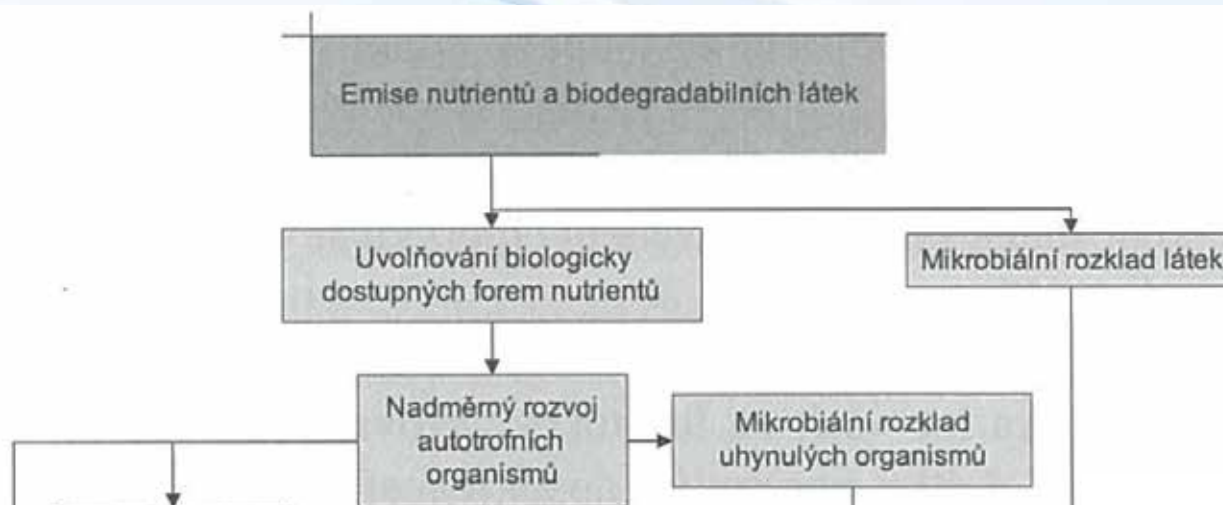 Emise nutrientů a biodegradabilních látek
Uvolňování biologicky
dostupných forem nutrientů
Mikrobiální rozklad látek
Nadměrný rozvoj
autotrofních
organismů
Mikrobiální rozklad
uhynulých organismů